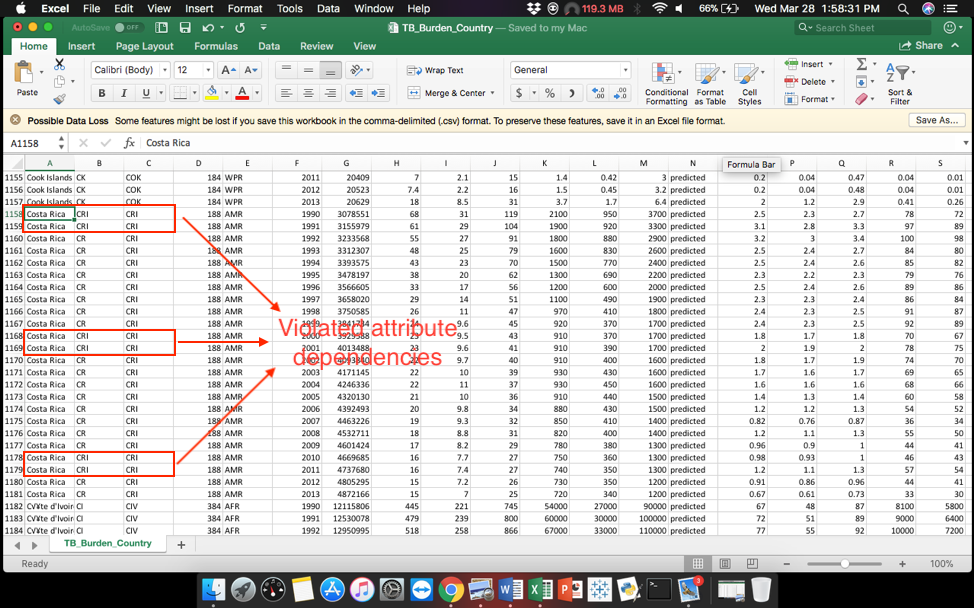 Excel File Edit View Insert Format Tools Data Window Help 119.3 MB 66% Wed Mar 28 1:58:31 PM
AutoSave OFF TB_Burden_Country — Saved to my Mac Search Sheet
Home Insert Page Layout Formulas Data Review View Share
Paste Calibri (Body) 12 A A Wrap Text General Conditional Formatting Format as Table Cell Styles Insert Delete Format Sort & Filter
B I U A Merge & Center $ % )
Possible Data Loss Some features might be lost if you save this workbook in the comma-delimited (.csv) format. To preserve these features, save it in an Excel file format. Save As...
A1158 fx Costa Rica
Formula Bar
A B C D E F G H I J K L M N P Q R S
1155 Cook Islands CK COK 184 WPR 2011 20409 7 2.1 15 1.4 0.42 3 predicted 0.2 0.04 0.47 0.04 0.01
1156 Cook Islands CK COK 184 WPR 2012 20523 7.4 2.2 16 1.5 0.45 3.2 predicted 0.2 0.04 0.48 0.04 0.01
1157 Cook Islands CK COK 184 WPR 2013 20629 18 8.5 31 3.7 1.7 6.4 predicted 2 1.2 2.9 0.41 0.26
1158 Costa Rica CRI CRI 188 AMR 1990 3078551 68 31 119 2100 950 3700 predicted 2.5 2.3 2.7 78 72
1159 Costa Rica CRI CRI 188 AMR 1991 3155979 61 29 104 1900 920 3300 predicted 3.1 2.8 3.3 97 89
1160 Costa Rica CR CRI 188 AMR 1992 3233568 55 27 91 1800 880 2900 predicted 3.2 3 3.4 100 98
1161 Costa Rica CR CRI 188 AMR 1993 3312307 48 25 79 1600 830 2600 predicted 2.5 2.4 2.7 84 80
1162 Costa Rica CR CRI 188 AMR 1994 3393575 43 23 70 1500 770 2400 predicted 2.5 2.4 2.6 85 82
1163 Costa Rica CR CRI 188 AMR 1995 3478197 38 20 62 1300 690 2200 predicted 2.3 2.2 2.3 79 76
1164 Costa Rica CR CRI 188 AMR 1996 3566605 33 17 56 1200 600 2000 predicted 2.5 2.4 2.6 89 86
1165 Costa Rica CR CRI 188 AMR 1997 3658020 29 14 51 1100 490 1900 predicted 2.3 2.3 2.4 86 84
1166 Costa Rica CR CRI 188 AMR 1998 3750585 26 11 47 970 410 1800 predicted 2.4 2.3 2.5 91 87
1167 Costa Rica CR CRI 188 AMR 1999 9.6 45 920 370 1700 predicted 2.4 2.3 2.5 92 89
1168 Costa Rica CRI CRI 188 AMR 2000 3929588 9.5 43 910 370 1700 predicted 1.8 1.7 1.8 70 67
1169 Costa Rica CRI CRI 188 AMR 2001 4013488 9.6 41 910 390 1700 predicted 2 1.9 2 78 75
1170 Costa Rica CR CRI 188 AMR 2002 22 9.7 40 910 400 1600 predicted 1.8 1.7 1.9 74 70
Violated attribute
dependencies
1171 Costa Rica CR CRI 188 AMR 2003 4171145 22 10 39 930 430 1600 predicted 1.7 1.6 1.7 69 65
1172 Costa Rica CR CRI 188 AMR 2004 4246336 22 11 37 930 450 1600 predicted 1.6 1.6 1.6 68 66
1173 Costa Rica CR CRI 188 AMR 2005 4320130 21 10 36 910 440 1500 predicted 1.4 1.3 1.4 60 58
1174 Costa Rica CR CRI 188 AMR 2006 4392493 20 9.8 34 880 430 1500 predicted 1.2 1.2 1.3 54 52
1175 Costa Rica CR CRI 188 AMR 2007 4463226 19 9.3 32 850 410 1400 predicted 0.82 0.76 0.87 36 34
1176 Costa Rica CR CRI 188 AMR 2008 4532711 18 8.8 31 820 400 1400 predicted 1.2 1.1 1.3 55 50
1177 Costa Rica CR CRI 188 AMR 2009 4601424 17 8.2 29 780 380 1300 predicted 0.96 0.9 1 44 41
1178 Costa Rica CRI CRI 188 AMR 2010 4669685 16 7.7 27 750 360 1300 predicted 0.98 0.93 1 46 43
1179 Costa Rica CRI CRI 188 AMR 2011 4737680 16 7.4 27 740 350 1300 predicted 1.2 1.1 1.3 57 54
1180 Costa Rica CR CRI 188 AMR 2012 4805295 15 7.2 26 730 350 1200 predicted 0.91 0.86 0.96 44 41
1181 Costa Rica CR CRI 188 AMR 2013 4872166 15 7 25 720 340 1200 predicted 0.67 0.61 0.73 33 30
1182 CV¥te d'Ivoir CI CIV 384 AFR 1990 12115806 445 221 745 54000 27000 90000 predicted 67 48 87 8100 5800
1183 CV¥te d'Ivoir CI CIV 384 AFR 1991 12530078 479 239 800 60000 30000 100000 predicted 72 51 89 9000 6400
1184 CV¥te d'Ivoir CI CIV 384 AFR 1992 12950995 518 258 866 67000 33000 110000 predicted 77 55 92 10000 7200
TB_Burden_Country +
Ready 100%